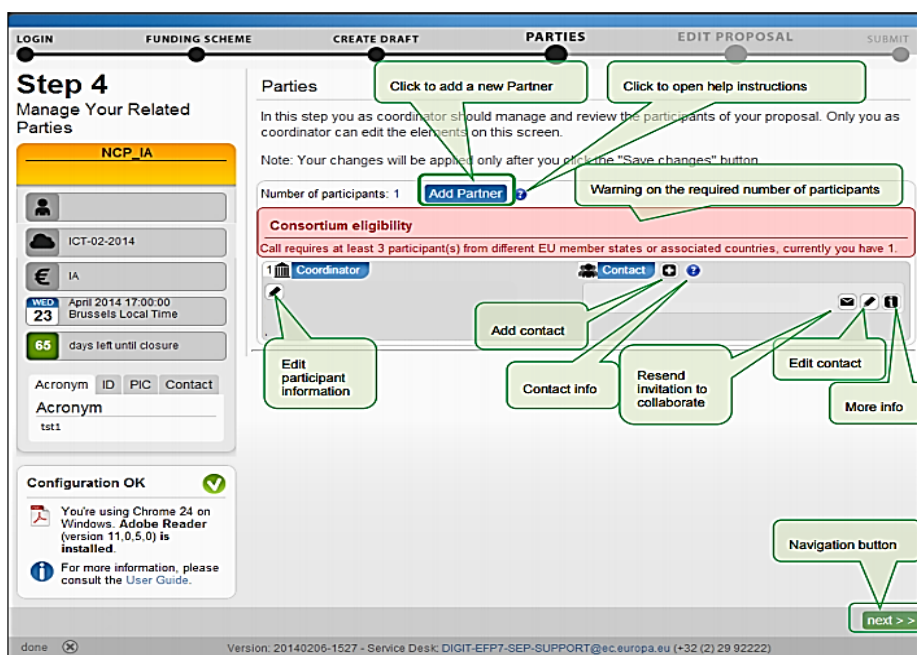 LOGIN FUNDING SCHEME CREATE DRAFT PARTIES EDIT PROPOSAL SUBMIT
Step 4
Manage Your Related
Parties
NCP_IA
ICT-02-2014
€ IA
WED
23
April 2014 17:00:00
Brussels Local Time
65 days left until closure
Acronym ID PIC Contact
Acronym
tst1
Configuration OK
You're using Chrome 24 on
Windows. Adobe Reader
(version 11,0,5,0) is
installed.
For more information, please
consult the User Guide.
Parties
Click to add a new Partner
Click to open help instructions
In this step you as coordinator should manage and review the participants of your proposal. Only you as
coordinator can edit the elements on this screen.
Note: Your changes will be applied only after you click the "Save changes" button
Number of participants: 1 Add Partner ?
Warning on the required number of participants
Consortium eligibility
Call requires at least 3 participant(s) from different EU member states or associated countries, currently you have 1.
1 Coordinator
Contact ?
Add contact
Edit
participant
information
Contact info
Resend
invitation to
collaborate
Edit contact
More info
Navigation button
next > >
done
Version: 20140206-1527 - Service Desk: DIGIT-EFP7-SEP-SUPPORT@ec.europa.eu (+32 (2) 29 92222)